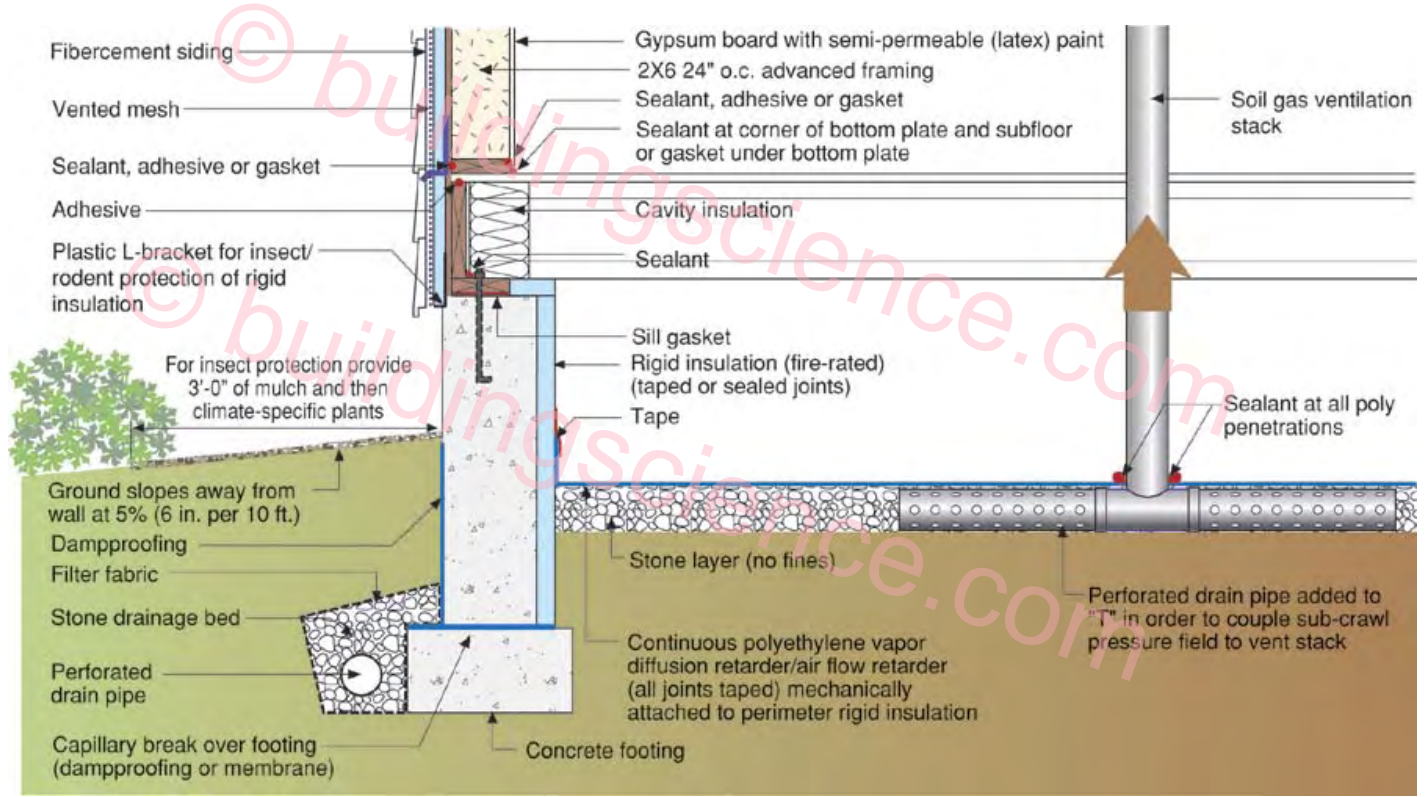 Fibercement siding
Vented mesh
Sealant, adhesive or gasket
Adhesive
Plastic L-bracket for insect/
rodent protection of rigid
insulation
For insect protection provide
3'-0" of mulch and then
climate-specific plants
Ground slopes away from
wall at 5% (6 in. per 10 ft.)
Dampproofing
Filter fabric
Stone drainage bed
Perforated
drain pipe
Capillary break over footing
(dampproofing or membrane)
Gypsum board with semi-permeable (latex) paint
2X6 24" o.c. advanced framing
Sealant, adhesive or gasket
Sealant at corner of bottom plate and subfloor
or gasket under bottom plate
Cavity insulation
Sealant
Sill gasket
Rigid insulation (fire-rated)
(taped or sealed joints)
Tape
Stone layer (no fines)
Continuous polyethylene vapor
diffusion retarder/air flow retarder
(all joints taped) mechanically
attached to perimeter rigid insulation
Concrete footing
Soil gas ventilation
stack
Sealant at all poly
penetrations
Perforated drain pipe added to
"T" in order to couple sub-crawl
pressure field to vent stack
© buildingscience.com
© buildingscience.com